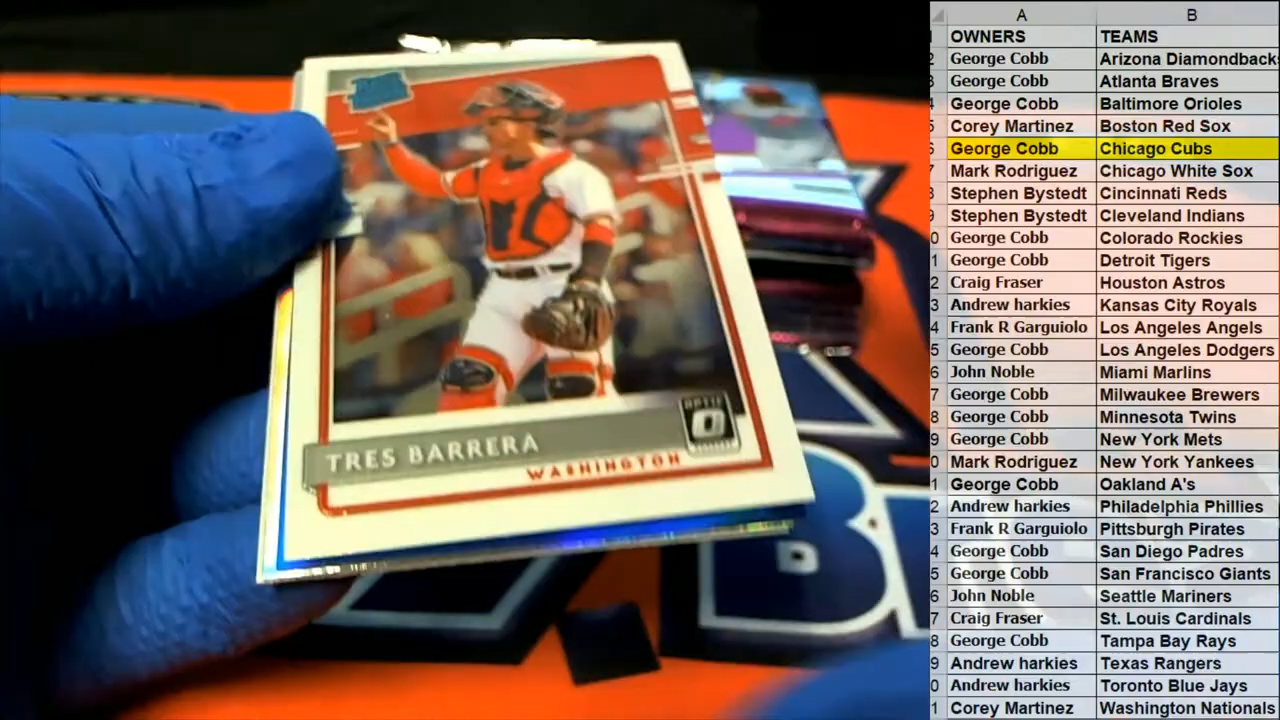 TRES BARRERA
WASHINGTON
OPTIC
A B
OWNERS TEAMS
George Cobb Arizona Diamondbacks
George Cobb Atlanta Braves
George Cobb Baltimore Orioles
Corey Martinez Boston Red Sox
George Cobb Chicago Cubs
Mark Rodriguez Chicago White Sox
Stephen Bystedt Cincinnati Reds
Stephen Bystedt Cleveland Indians
George Cobb Colorado Rockies
George Cobb Detroit Tigers
Craig Fraser Houston Astros
Andrew harkies Kansas City Royals
Frank R Garguiolo Los Angeles Angels
George Cobb Los Angeles Dodgers
John Noble Miami Marlins
George Cobb Milwaukee Brewers
George Cobb Minnesota Twins
George Cobb New York Mets
Mark Rodriguez New York Yankees
George Cobb Oakland A's
Andrew harkies Philadelphia Phillies
Frank R Garguiolo Pittsburgh Pirates
George Cobb San Diego Padres
George Cobb San Francisco Giants
John Noble Seattle Mariners
Craig Fraser St. Louis Cardinals
George Cobb Tampa Bay Rays
Andrew harkies Texas Rangers
Andrew harkies Toronto Blue Jays
Corey Martinez Washington Nationals